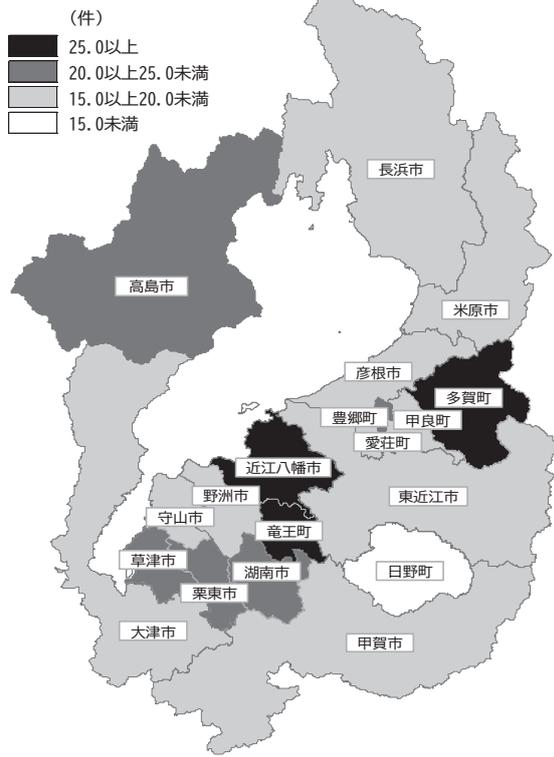 (件)
25.0以上
20.0以上25.0未満
15.0以上20.0未満
15.0未満
長浜市
高島市
米原市
彦根市
多賀町
豊郷町
甲良町
愛荘町
近江八幡市
野洲市
東近江市
守山市
竜王町
草津市
湖南市
日野町
栗東市
大津市
甲賀市